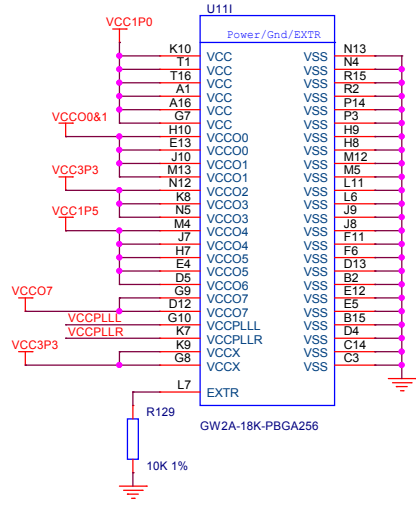 U11I
VCC1P0
Power/Gnd/EXTR
K10 VCC VSS N13
T1 VCC VSS N4
T16 VCC VSS R15
A1 VCC VSS R2
A16 VCC VSS P14
G7 VCC VSS P3
VCCO0&1
H10 VCCO0 VSS H9
E13 VCCO0 VSS H8
J10 VCCO1 VSS M12
M13 VCCO1 VSS M5
VCC3P3
N12 VCCO2 VSS L11
K8 VCCO3 VSS L6
N5 VCCO3 VSS J9
VCC1P5
M4 VCCO4 VSS J8
J7 VCCO4 VSS F11
H7 VCCO5 VSS F6
E4 VCCO5 VSS D13
D5 VCCO6 VSS B2
VCCO7
G9 VCCO7 VSS E12
D12 VCCO7 VSS E5
VCCPLLL G10 VCCPLLL VSS B15
VCCPLLR K7 VCCPLLR VSS D4
VCC3P3
K9 VCCX VSS C14
G8 VCCX VSS C3
L7 EXTR
R129
GW2A-18K-PBGA256
10K 1%